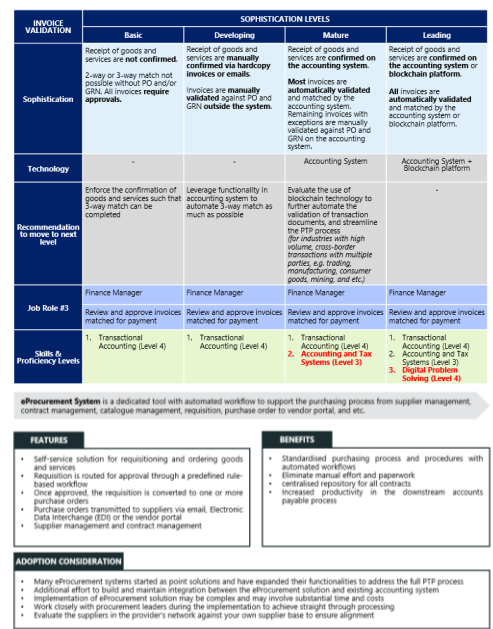 INVOICE
VALIDATION
SOPHISTICATION LEVELS
Basic
Developing
Mature
Leading
Sophistication
Receipt of goods and
services are not confirmed.
2-way or 3-way match not
possible without PO and/or
GRN. All invoices require
approvals.
Receipt of goods and
services are manually
confirmed via hardcopy
invoices or emails.
Invoices are manually
validated against PO and
GRN outside the system.
Receipt of goods and
services are confirmed on
the accounting system.
Most invoices are
automatically validated
and matched by the
accounting system.
Remaining invoices with
exceptions are manually
validated against PO and
GRN on the accounting
system.
Receipt of goods and
services are confirmed on
the accounting system or
blockchain platform.
All invoices are
automatically validated
and matched by the
accounting system or
blockchain platform.
Technology
-
-
Accounting System
Accounting System +
Blockchain platform
Recommendation
to move to next
level
Enforce the confirmation of
goods and services such that
3-way match can be
completed
Leverage functionality in
accounting system to
automate 3-way match as
much as possible
Evaluate the use of
blockchain technology to
further automate the
validation of transaction
documents, and streamline
the PTP process
(for industries with high
volume, cross-border
transactions with multiple
parties, e.g. trading,
manufacturing, consumer
goods, mining, and etc.)
-
Job Role #3
Finance Manager
Review and approve invoices
matched for payment
Finance Manager
Review and approve invoices
matched for payment
Finance Manager
Review and approve invoices
matched for payment
Finance Manager
Review and approve invoices
matched for payment
Skills &
Proficiency Levels
1. Transactional
Accounting (Level 4)
1. Transactional
Accounting (Level 4)
1. Transactional
Accounting (Level 4)
2. Accounting and Tax
Systems (Level 3)
1. Transactional
Accounting (Level 4)
2. Accounting and Tax
Systems (Level 3)
3. Digital Problem
Solving (Level 4)
eProcurement System is a dedicated tool with automated workflow to support the purchasing process from supplier management,
contract management, catalogue management, requisition, purchase order to vendor portal, and etc.
FEATURES
• Self-service solution for requisitioning and ordering goods
and services
• Requisition is routed for approval through a predefined rule-
based workflow
• Once approved, the requisition is converted to one or more
purchase orders
• Purchase orders transmitted to suppliers via email, Electronic
Data Interchange (EDI) or the vendor portal
• Supplier management and contract management
BENEFITS
• Standardised purchasing process and procedures with
automated workflows
• Eliminate manual effort and paperwork
• centralised repository for all contracts
• Increased productivity in the downstream accounts
payable process
ADOPTION CONSIDERATION
• Many eProcurement systems started as point solutions and have expanded their functionalities to address the full PTP process
• Additional effort to build and maintain integration between the eProcurement solution and existing accounting system
• Implementation of eProcurement solution may be complex and may involve substantial time and costs
• Work closely with procurement leaders during the implementation to achieve straight through processing
• Evaluate the suppliers in the provider's network against your own supplier base to ensure alignment